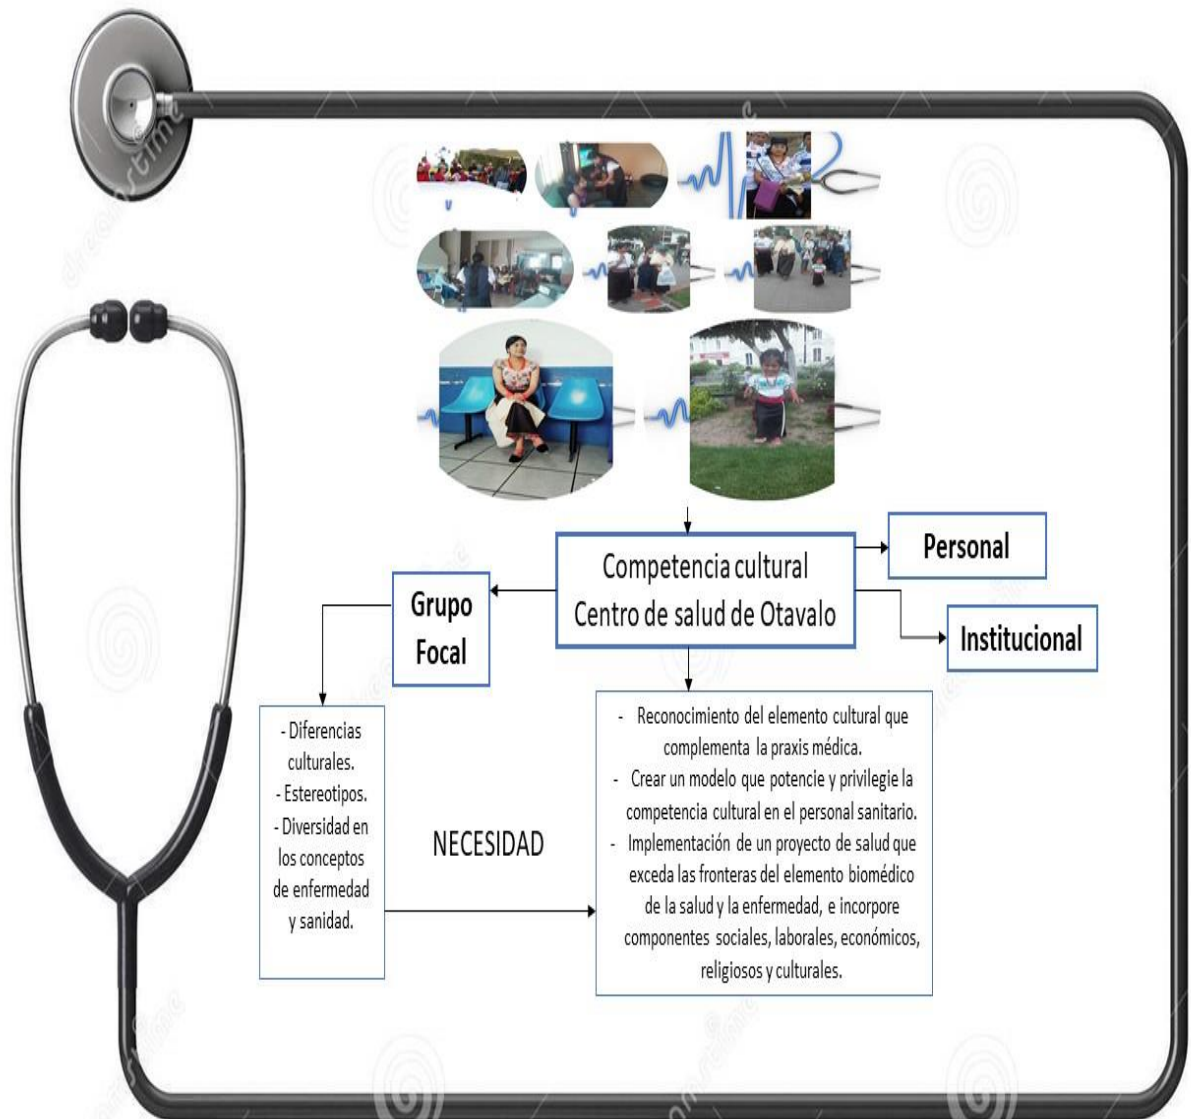 Competencia cultural
Centro de salud de Otavalo
Personal
Institucional
Grupo
Focal
- Diferencias
culturales.
- Estereotipos.
- Diversidad en
los conceptos
de enfermedad
y sanidad.
NECESIDAD
- Reconocimiento del elemento cultural que
complementa la praxis médica.
- Crear un modelo que potencie y privilegie la
competencia cultural en el personal sanitario.
- Implementación de un proyecto de salud que
exceda las fronteras del elemento biomédico
de la salud y la enfermedad, e incorpore
componentes sociales, laborales, económicos,
religiosos y culturales.